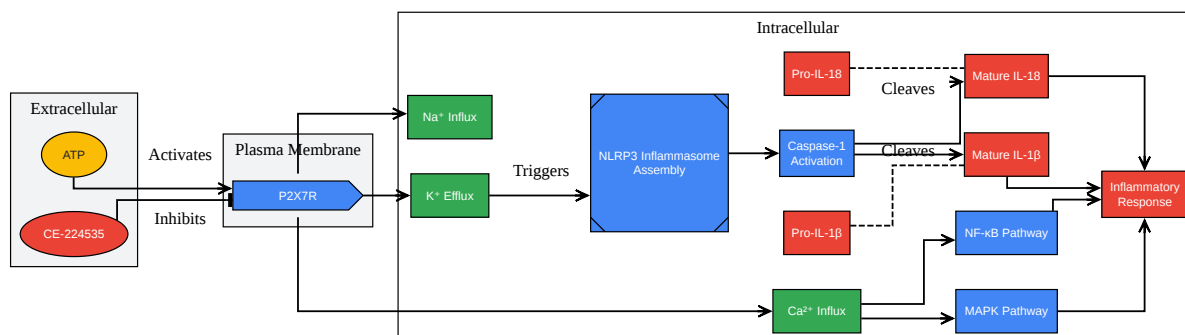 Intracellular
Extracellular
ATP
CE-224535
Activates
Inhibits
Plasma Membrane
P2X7R
Na⁺ Influx
K⁺ Efflux
Triggers
NLRP3 Inflammasome
Assembly
Pro-IL-18
Caspase-1
Activation
Pro-IL-1β
Cleaves
Cleaves
Mature IL-18
Mature IL-1β
NF-κB Pathway
Ca²⁺ Influx
MAPK Pathway
Inflammatory
Response